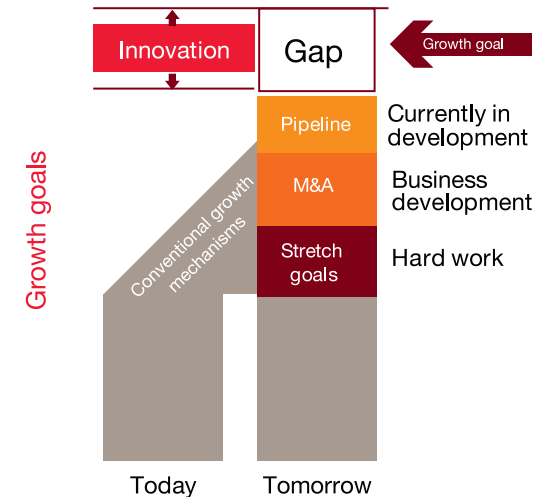 Innovation
Gap
Growth goal
Pipeline
Currently in
development
M&A
Business
development
Stretch
goals
Hard work
Conventional growth
mechanisms
Growth goals
Today
Tomorrow